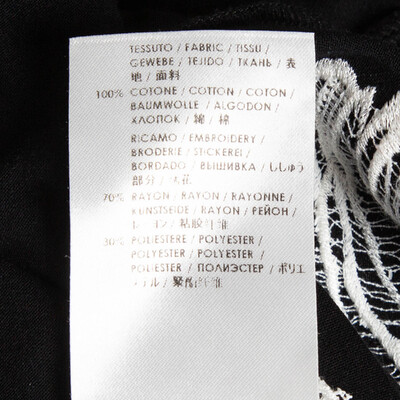 TESSUTO / FABRIC / TISSU /
GEWEBE / TEJIDO / ТКАНЬ / 表
地 / 面料
100% COTONE / COTTON / COTON /
BAUMWOLLE / ALGODON /
ХЛОПОК / 綿 / 棉
RICAMO / EMBROIDERY /
BRODERIE / STICKEREI /
BORDADO / ВЫШИВКА / ししゅう
部分 /
70% RAYON / RAYON / RAYONNE /
KUNSTSEIDE / RAYON / РЕЙОН /
レーヨン / 粘胶纤维
30% POLIESTERE / POLYESTER /
POLYESTER / POLYESTER /
POLIESTER / ПОЛИЭСТЕР / ポリエ
ステル / 聚酯纤维